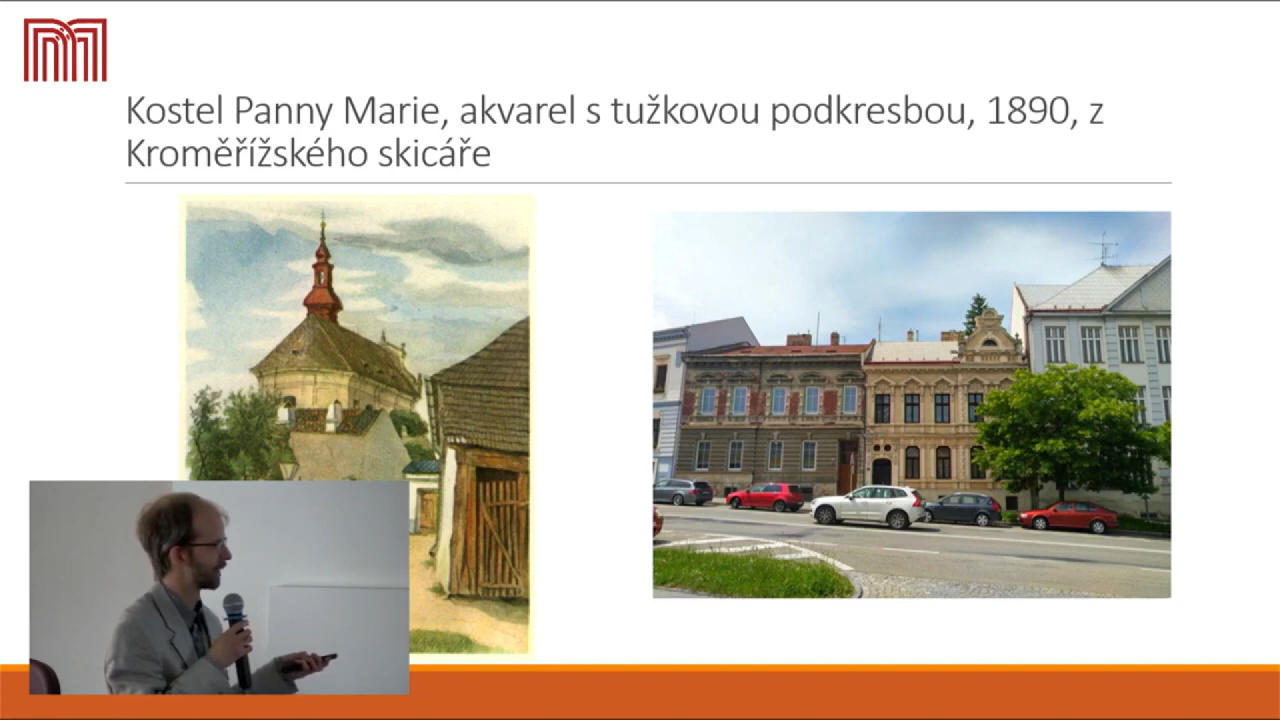 Kostel Panny Marie, akvarel s tužkovou podkresbou, 1890, z
Kroměřížského skicáře